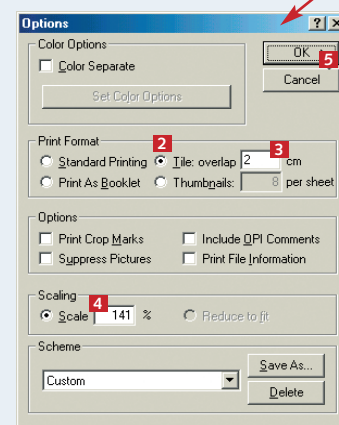 Options
Color Options
Color Separate
Set Color Options
OK
5
Cancel
Print Format
2
3
Standard Printing Tile: overlap 2 cm
Print As Booklet Thumbnails: 8 per sheet
Options
Print Crop Marks Include OPI Comments
Suppress Pictures Print File Information
Scaling
4
Scale 141 % Reduce to fit
Scheme
Custom
Save As...
Delete